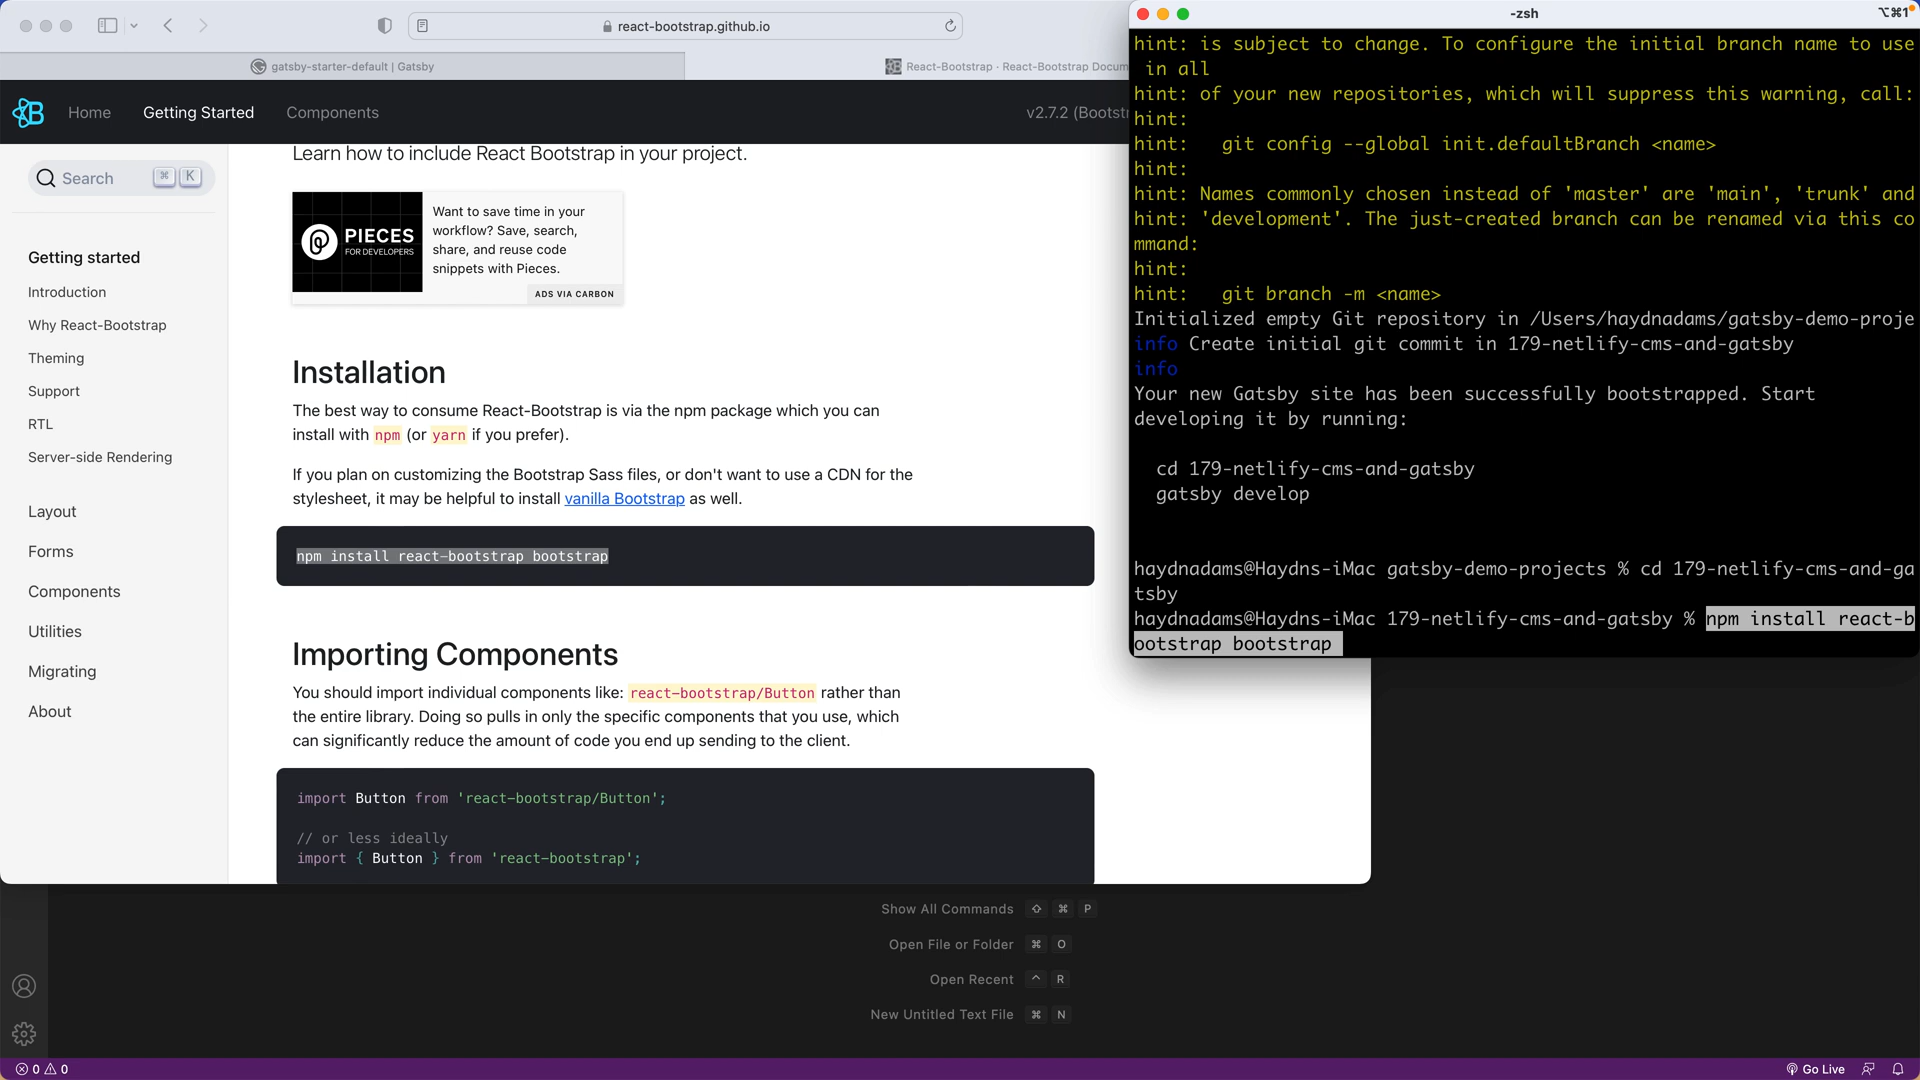 react-bootstrap.github.io
gatsby-starter-default | Gatsby
React-Bootstrap · React-Bootstrap Docum
Home
Getting Started
Components
v2.7.2 (Bootstr
Search
⌘ K
Getting started
Introduction
Why React-Bootstrap
Theming
Support
RTL
Server-side Rendering
Layout
Forms
Components
Utilities
Migrating
About
Learn how to include React Bootstrap in your project.
PIECES
FOR DEVELOPERS
Want to save time in your
workflow? Save, search,
share, and reuse code
snippets with Pieces.
ADS VIA CARBON
Installation
The best way to consume React-Bootstrap is via the npm package which you can
install with npm (or yarn if you prefer).
If you plan on customizing the Bootstrap Sass files, or don't want to use a CDN for the
stylesheet, it may be helpful to install vanilla Bootstrap as well.
npm install react-bootstrap bootstrap
Importing Components
You should import individual components like: react-bootstrap/Button rather than
the entire library. Doing so pulls in only the specific components that you use, which
can significantly reduce the amount of code you end up sending to the client.
import Button from 'react-bootstrap/Button';
// or less ideally
import { Button } from 'react-bootstrap';
-zsh
⌥⌘1
hint: is subject to change. To configure the initial branch name to use
in all
hint: of your new repositories, which will suppress this warning, call:
hint:
hint:   git config --global init.defaultBranch <name>
hint:
hint: Names commonly chosen instead of 'master' are 'main', 'trunk' and
hint: 'development'. The just-created branch can be renamed via this co
mmand:
hint:
hint:   git branch -m <name>
Initialized empty Git repository in /Users/haydnadams/gatsby-demo-proje
info Create initial git commit in 179-netlify-cms-and-gatsby
info
Your new Gatsby site has been successfully bootstrapped. Start
developing it by running:
cd 179-netlify-cms-and-gatsby
gatsby develop
haydnadams@Haydns-iMac gatsby-demo-projects % cd 179-netlify-cms-and-ga
tsby
haydnadams@Haydns-iMac 179-netlify-cms-and-gatsby % npm install react-b
ootstrap bootstrap
Show All Commands ⇧ ⌘ P
Open File or Folder ⌘ O
Open Recent ⌃ R
New Untitled Text File ⌘ N
0 0
Go Live